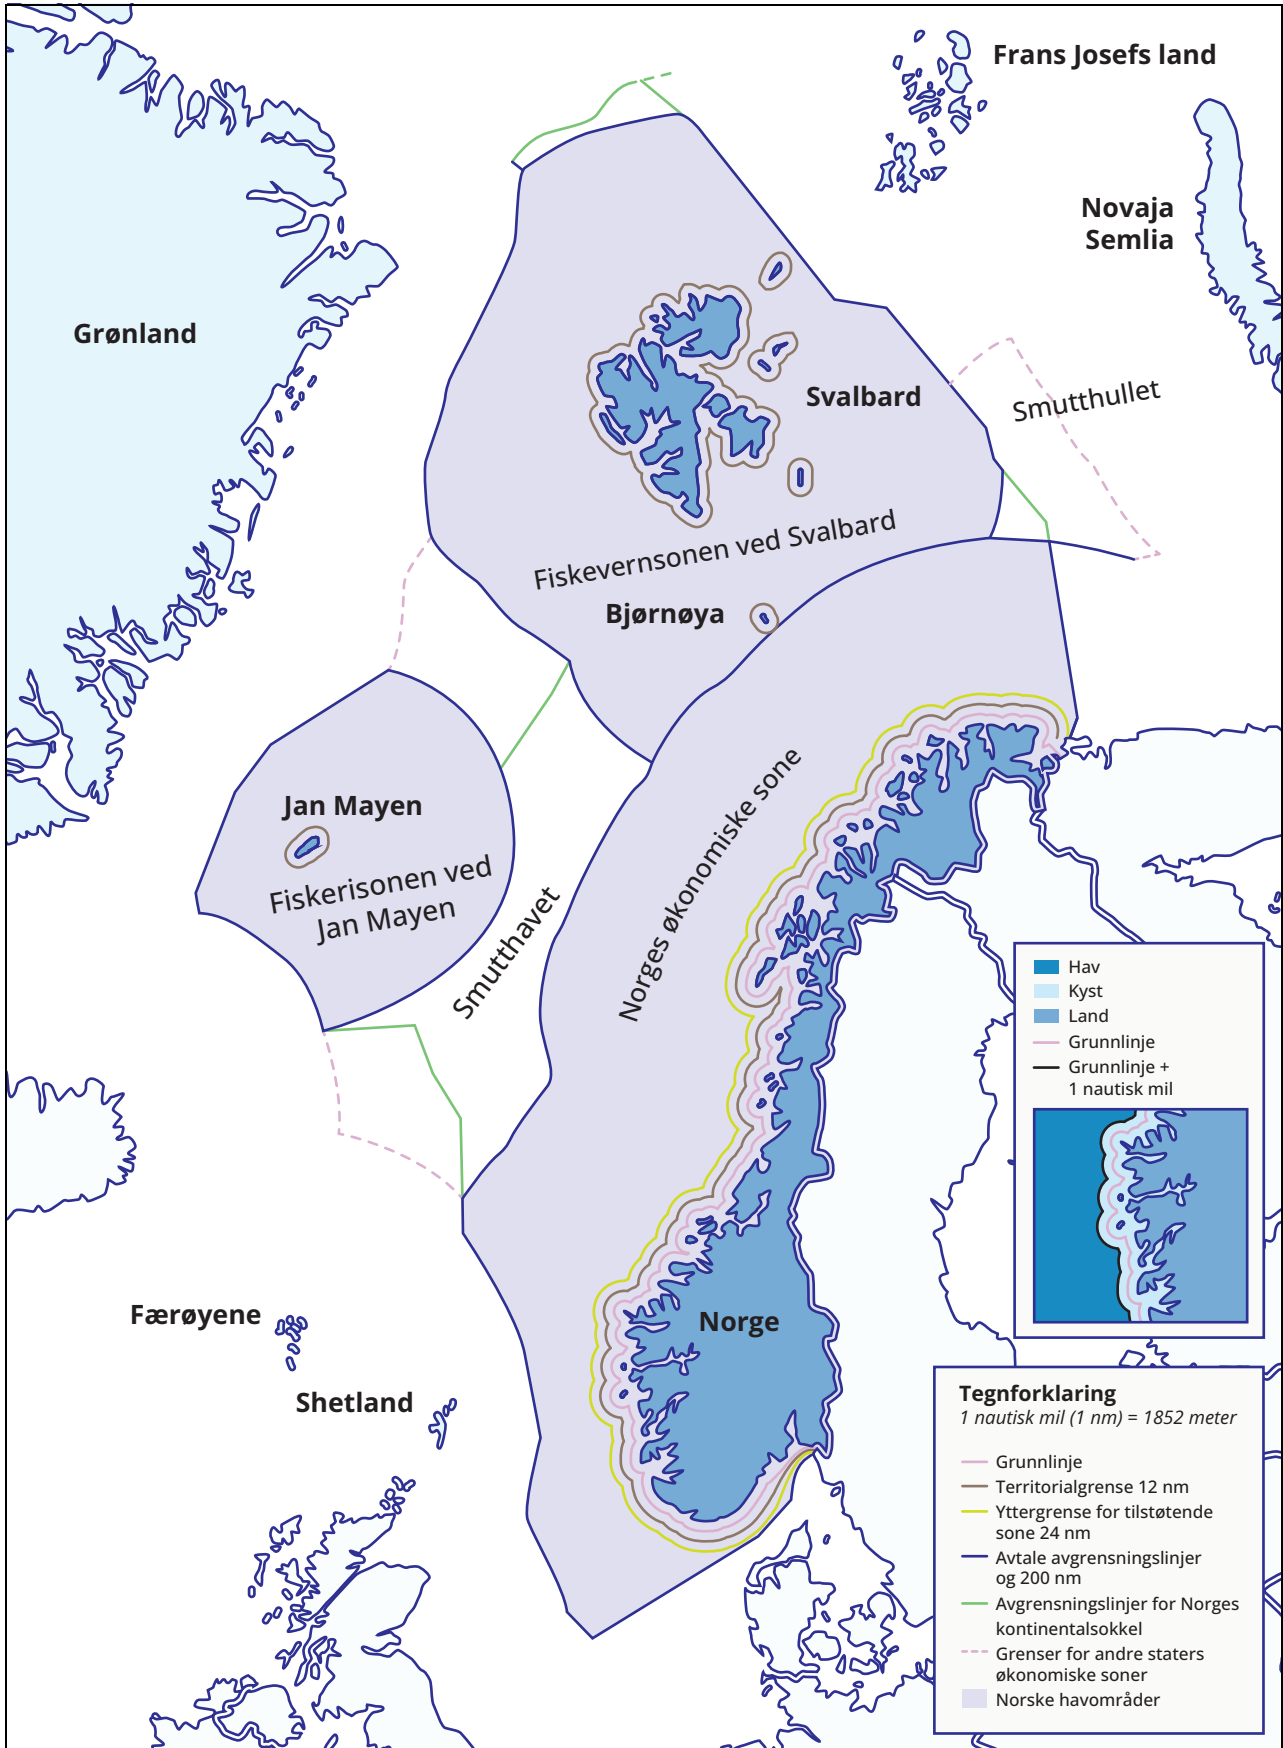 Frans Josefs land
Novaja
Semlia
Grønland
Svalbard
Smutthullet
Fiskevernsonen ved Svalbard
Bjørnøya
Jan Mayen
Fiskerisonen ved
Jan Mayen
Smutthavet
Norges økonomiske sone
Færøyene
Shetland
Norge
Hav
Kyst
Land
Grunnlinje
Grunnlinje +
1 nautisk mil
Tegnforklaring
1 nautisk mil (1 nm) = 1852 meter
Grunnlinje
Territorialgrense 12 nm
Yttergrense for tilstøtende
sone 24 nm
Avtale avgrensningslinjer
og 200 nm
Avgrensningslinjer for Norges
kontinentalsokkel
Grenser for andre staters
økonomiske soner
Norske havområder